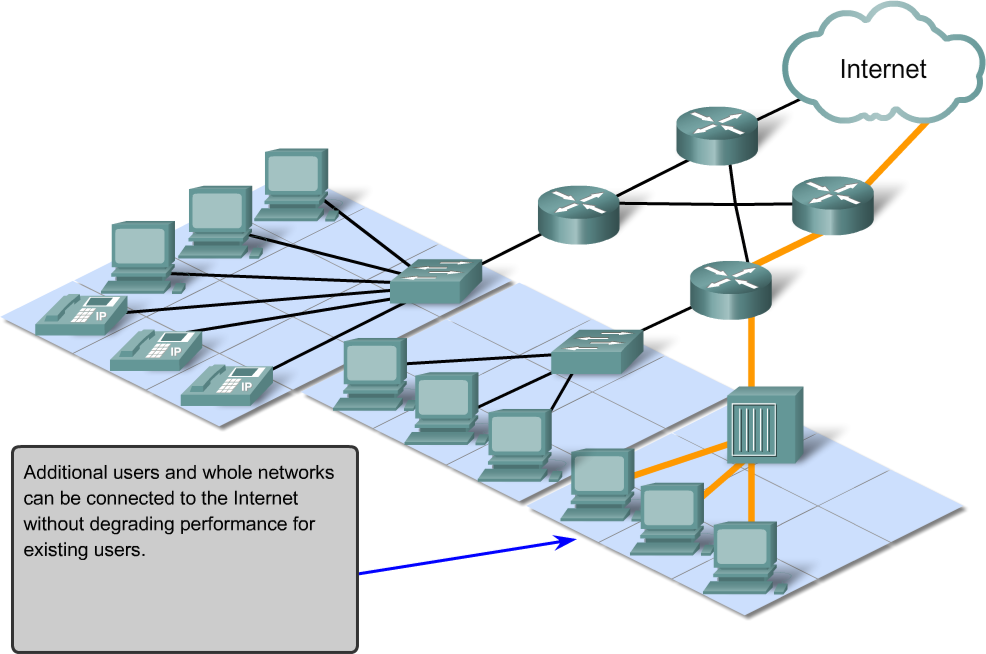 Internet
IP
IP
IP
Additional users and whole networks
can be connected to the Internet
without degrading performance for
existing users.